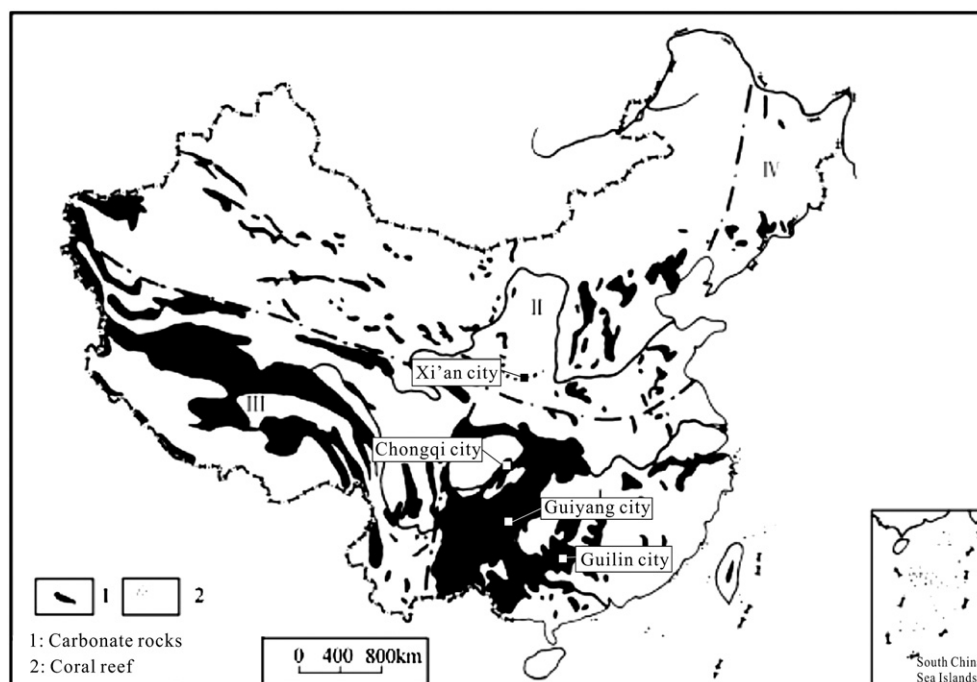 IV
II
Xi'an city
III
Chongqi city
Guiyang city
Guilin city
1 2
1: Carbonate rocks
2: Coral reef
0 400 800km
South China
Sea Islands